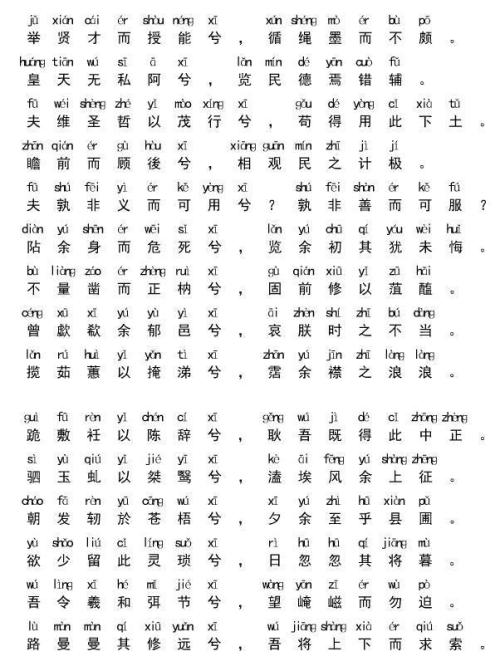 jǔ xián cái ér shòu néng xī xún shéng mò ér bù pō
举贤才而授能兮，循绳墨而不颇。
huáng tiān wú sī ā xī lǎn mín dé yān cuò fǔ
皇天无私阿兮，览民德焉错辅。
fū wéi shèng zhé yǐ mào xíng xī gǒu dé yòng cǐ xià tǔ
夫维圣哲以茂行兮，苟得用此下土。
zhān qián ér gù hòu xī xiāng guān mín zhī jì jí
瞻前而顾後兮，相观民之计极。
fū shú fēi yì ér kě yòng xī shú fēi shàn ér kě fú
夫孰非义而可用兮？孰非善而可服？
diàn yú shēn ér wēi sǐ xī lǎn yú chū qí yóu wèi huǐ
阽余身而危死兮，览余初其犹未悔。
bù liàng záo ér zhèng ruì xī gù qián xiū yǐ zū hǎi
不量凿而正枘兮，固前修以菹醢。
céng xū xī yú yù yì xī āi zhèn shí zhī bú dàng
曾歔欷余郁邑兮，哀朕时之不当。
lǎn rú huì yǐ yǎn tì xī zhān yú jīn zhī làng làng
揽茹蕙以掩涕兮，霑余襟之浪浪。
guì fū rèn yǐ chén cí xī gěng wú jì dé cǐ zhōng zhèng
跪敷衽以陈辞兮，耿吾既得此中正。
sì yù qiú yǐ jié yī xī kè āi fēng yú shàng zhēng
驷玉虬以桀鹥兮，溘埃风余上征。
cháo fā rèn yú cāng wú xī xī yú zhì hū xiàn pǔ
朝发轫於苍梧兮，夕余至乎县圃。
yù shǎo liú cǐ líng suǒ xī rì hū hū qí jiāng mù
欲少留此灵琐兮，日忽忽其将暮。
wú lìng xī hé mǐ jié xī wàng yān zī ér wù pò
吾令羲和弭节兮，望崦嵫而勿迫。
lù màn màn qí xiū yuǎn xī wú jiāng shàng xià ér qiú suǒ
路曼曼其修远兮，吾将上下而求索。